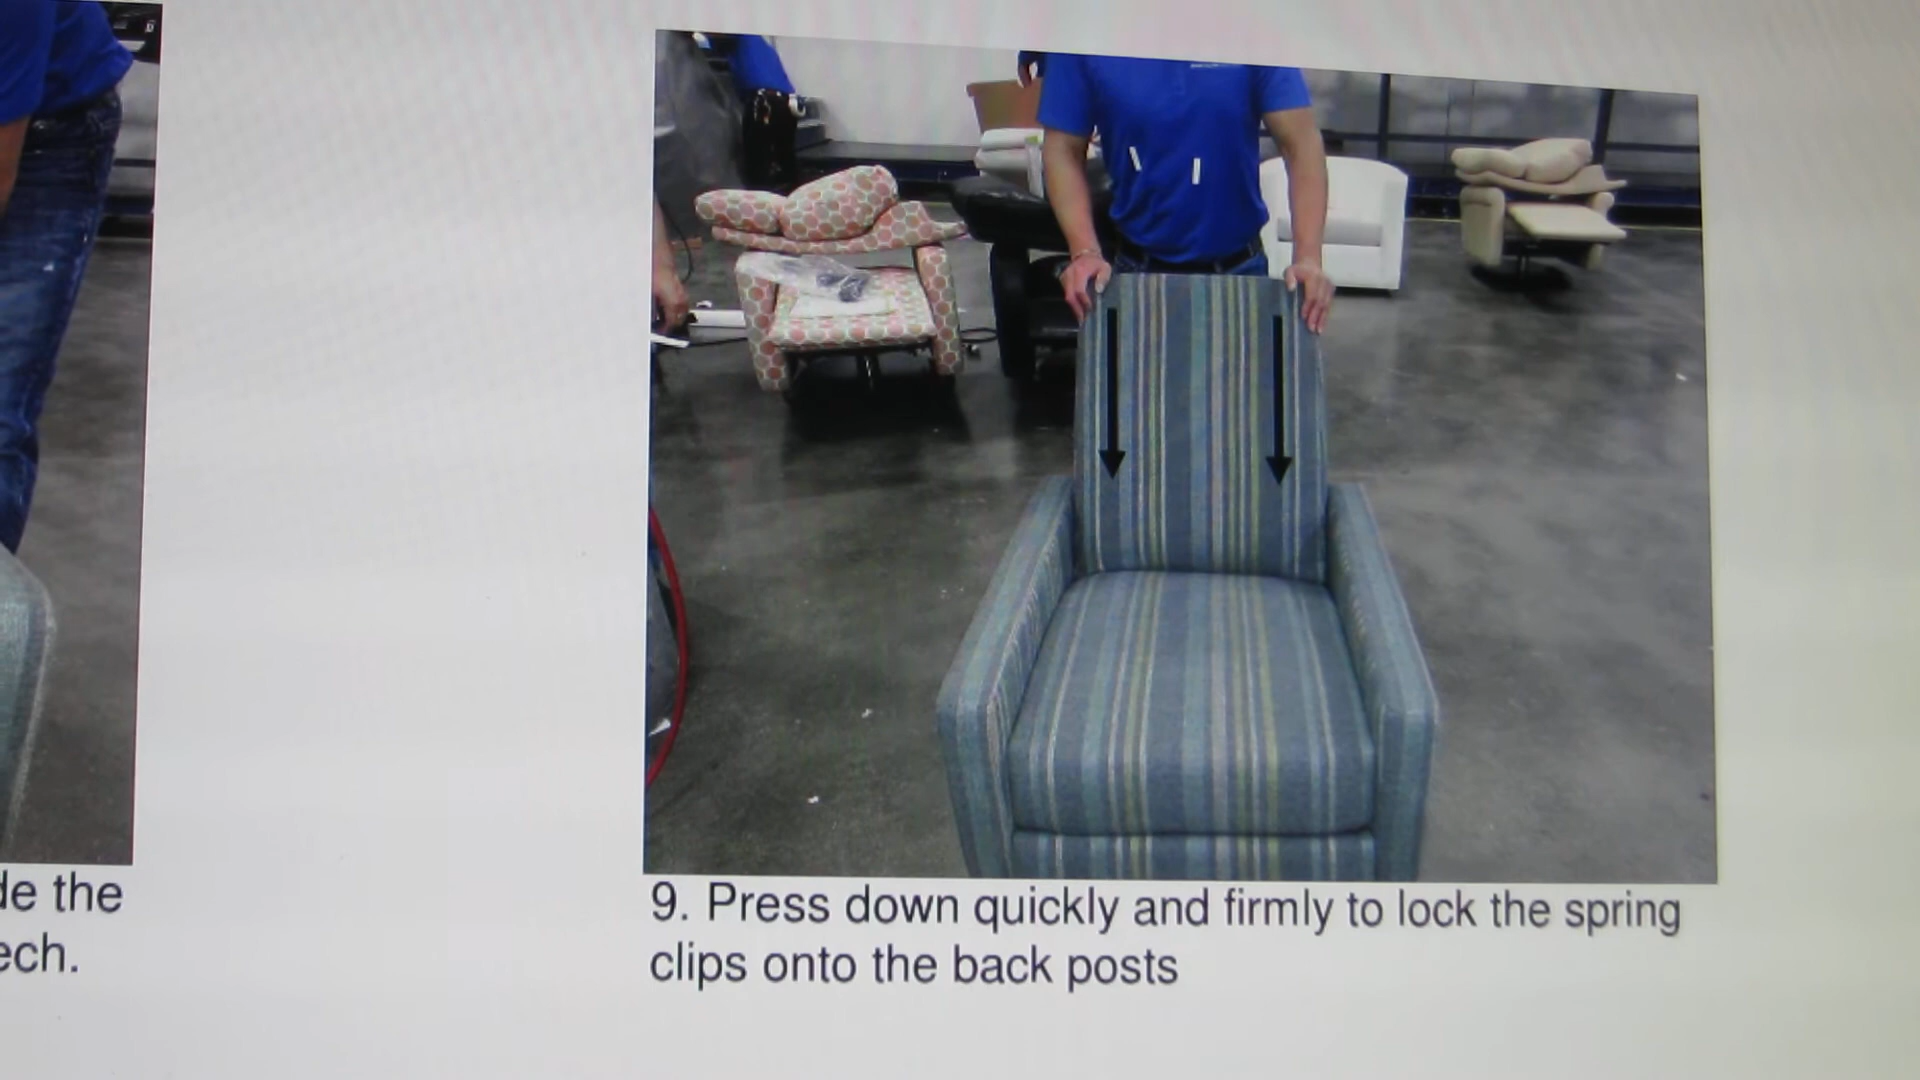 de the
ech.
9. Press down quickly and firmly to lock the spring
clips onto the back posts